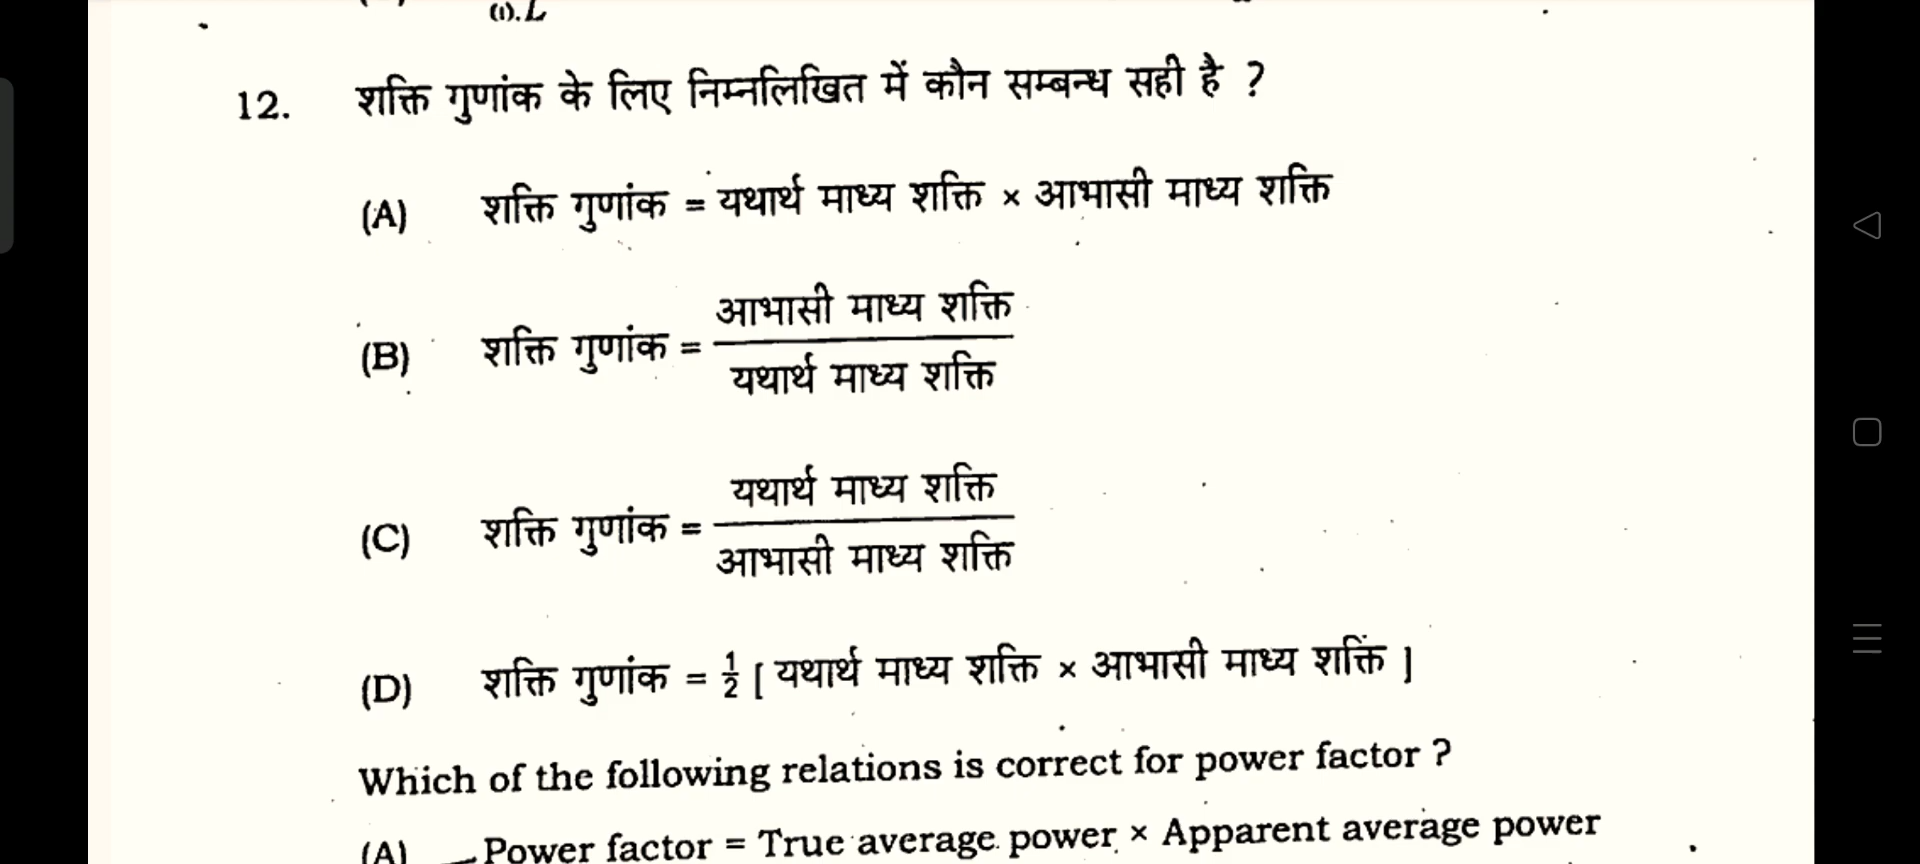 (i). L
12. शक्ति गुणांक के लिए निम्नलिखित में कौन सम्बन्ध सही है ?
(A) शक्ति गुणांक = यथार्थ माध्य शक्ति × आभासी माध्य शक्ति
(B) शक्ति गुणांक = आभासी माध्य शक्ति
यथार्थ माध्य शक्ति
(C) शक्ति गुणांक = यथार्थ माध्य शक्ति
आभासी माध्य शक्ति
(D) शक्ति गुणांक = ½ [ यथार्थ माध्य शक्ति × आभासी माध्य शक्ति ]
Which of the following relations is correct for power factor ?
(A) Power factor = True average power × Apparent average power